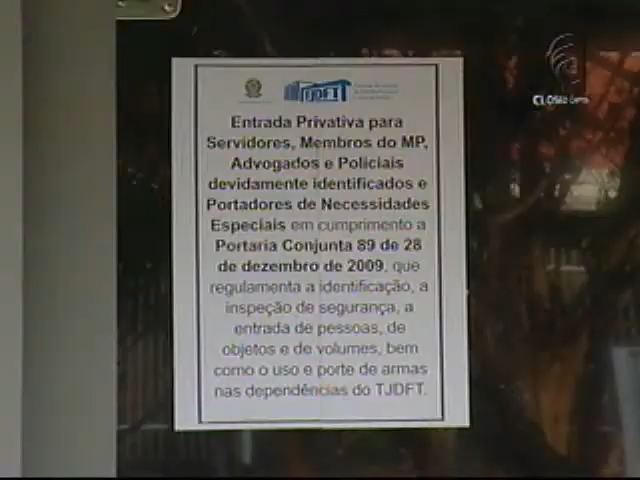 TJDFT
Entrada Privativa para
Servidores, Membros do MP,
Advogados e Policiais
devidamente identificados e
Portadores de Necessidades
Especiais em cumprimento a
Portaria Conjunta 89 de 28
de dezembro de 2009, que
regulamenta a identificação, a
inspeção de segurança, a
entrada de pessoas, de
objetos e de volumes, bem
como o uso e porte de armas
nas dependências do TJDFT.